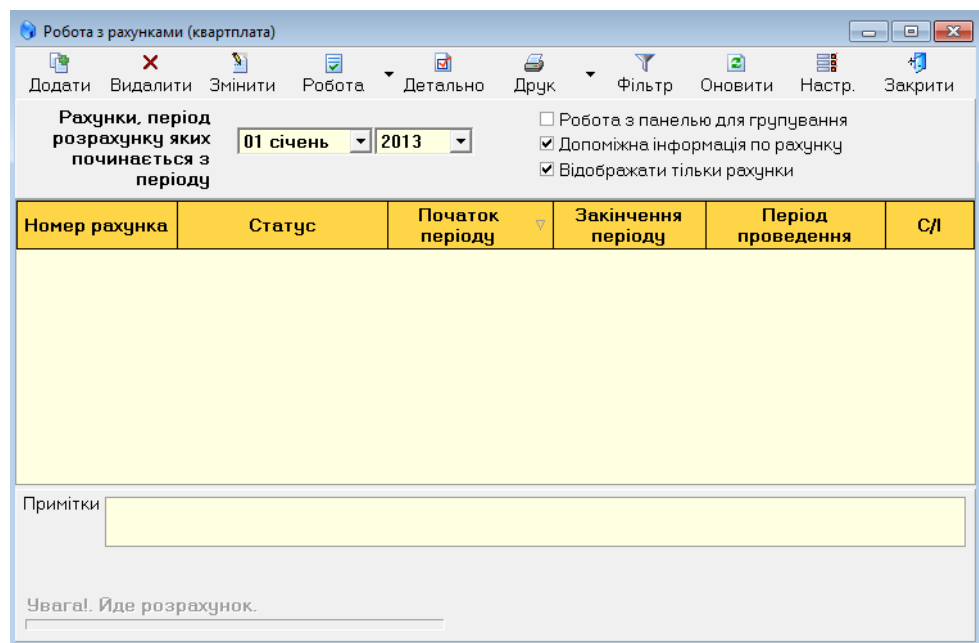 Робота з рахунками (квартплата)
Додати Видалити Змінити Робота Детально Друк Фільтр Оновити Настр. Закрити
Рахунки, період
розрахунку яких
починається з
періоду
01 січень 2013
Робота з панелью для групування
Допоміжна інформація по рахунку
Відображати тільки рахунки
Номер рахунка Статус Початок періоду Закінчення періоду Період проведення С/І
Примітки
Увага!. Йде розрахунок.